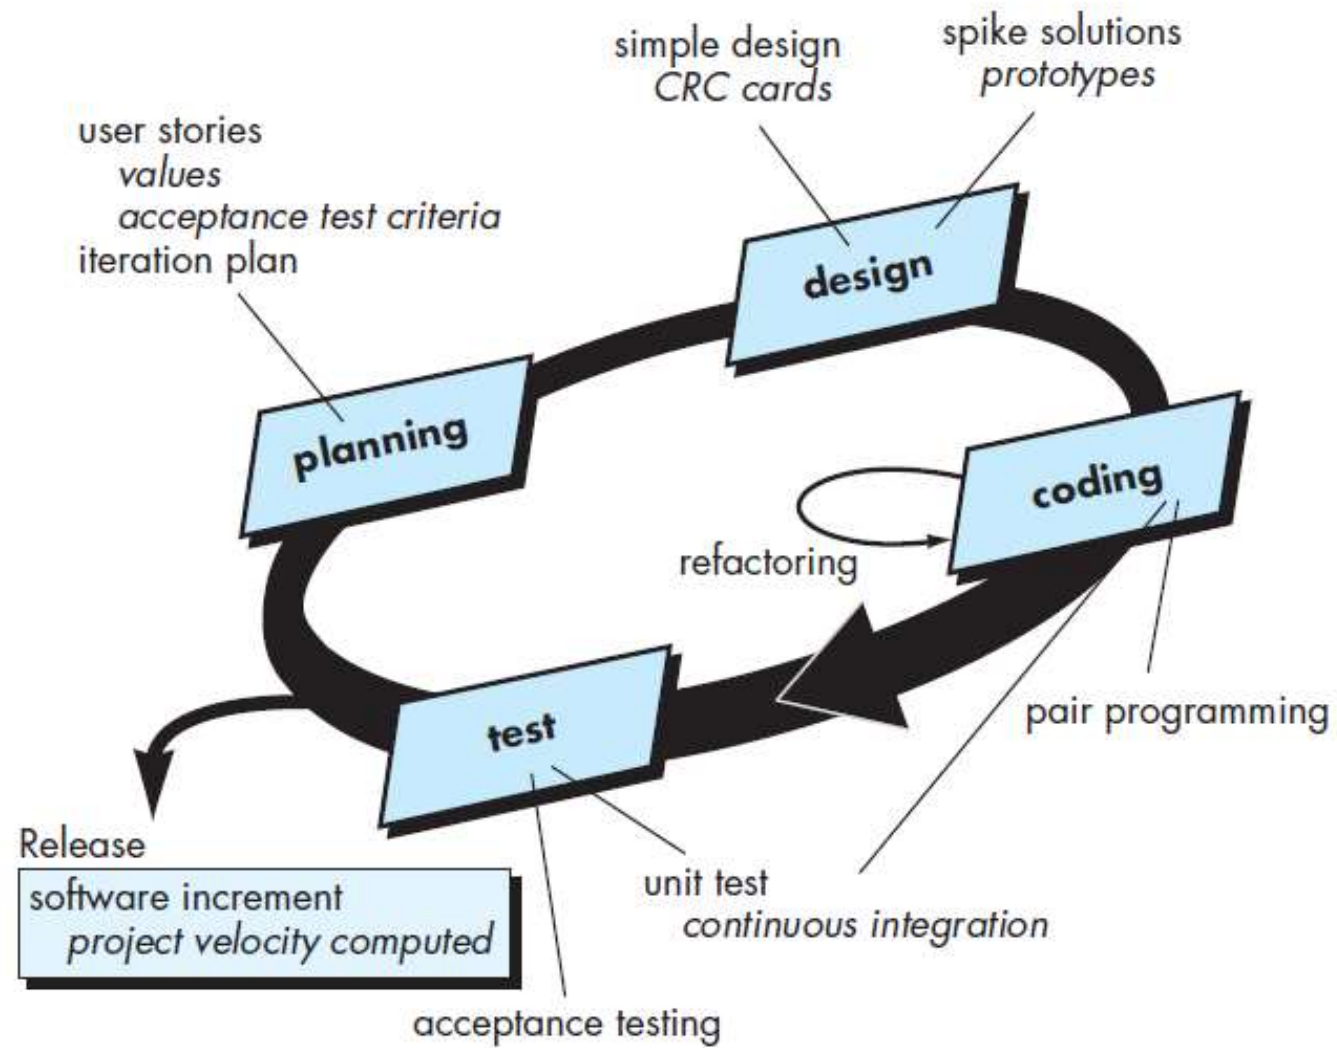 simple design
CRC cards
spike solutions
prototypes
user stories
values
acceptance test criteria
iteration plan
design
planning
coding
refactoring
test
pair programming
Release
software increment
project velocity computed
unit test
continuous integration
acceptance testing